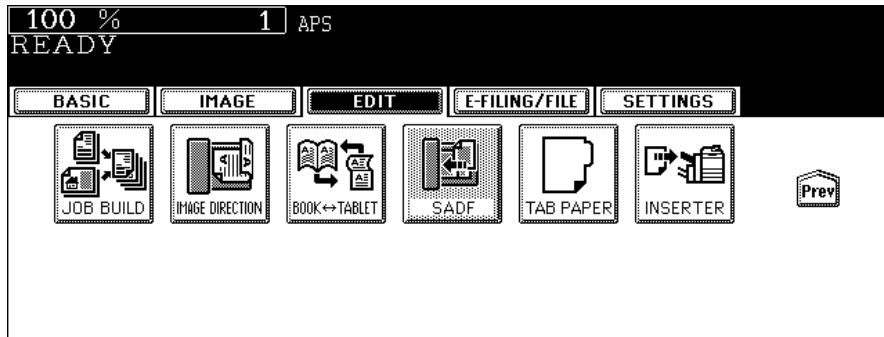 100 % 1 APS
READY
BASIC IMAGE EDIT E-FILING/FILE SETTINGS
JOB BUILD IMAGE DIRECTION BOOK↔TABLET SADF TAB PAPER INSERTER
Prev